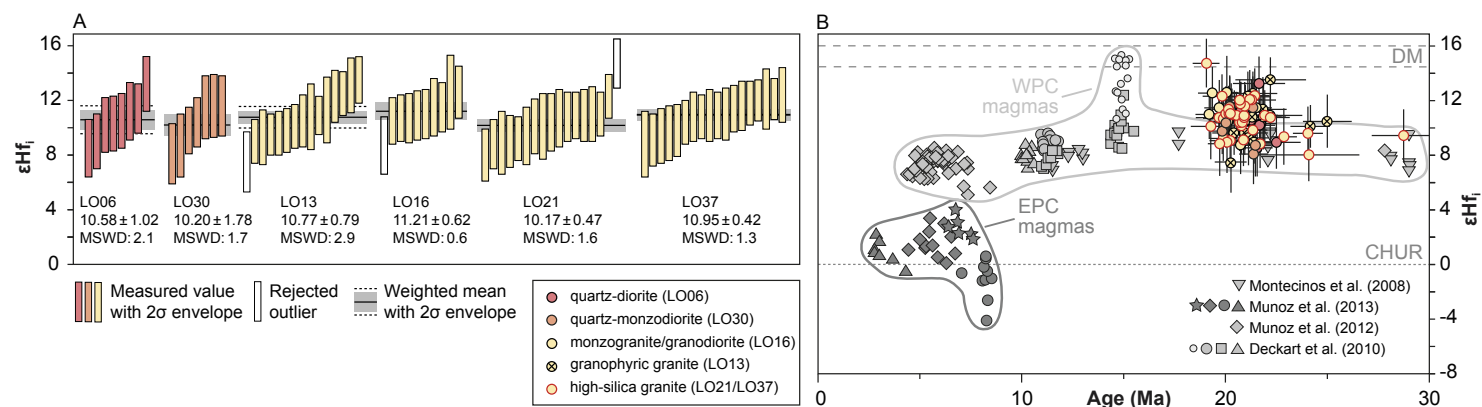 A
16
12
8
4
0
εHfi
LO06
10.58 ± 1.02
MSWD: 2.1
LO30
10.20 ± 1.78
MSWD: 1.7
LO13
10.77 ± 0.79
MSWD: 2.9
LO16
11.21 ± 0.62
MSWD: 0.6
LO21
10.17 ± 0.47
MSWD: 1.6
LO37
10.95 ± 0.42
MSWD: 1.3
Measured value
with 2σ envelope
Rejected
outlier
Weighted mean
with 2σ envelope
quartz-diorite (LO06)
quartz-monzodiorite (LO30)
monzogranite/granodiorite (LO16)
granophyric granite (LO13)
high-silica granite (LO21/LO37)
B
DM
WPC
magmas
EPC
magmas
CHUR
Montecinos et al. (2008)
Munoz et al. (2013)
Munoz et al. (2012)
Deckart et al. (2010)
16
12
8
4
0
-4
-8
εHfi
0
10
20
30
Age (Ma)